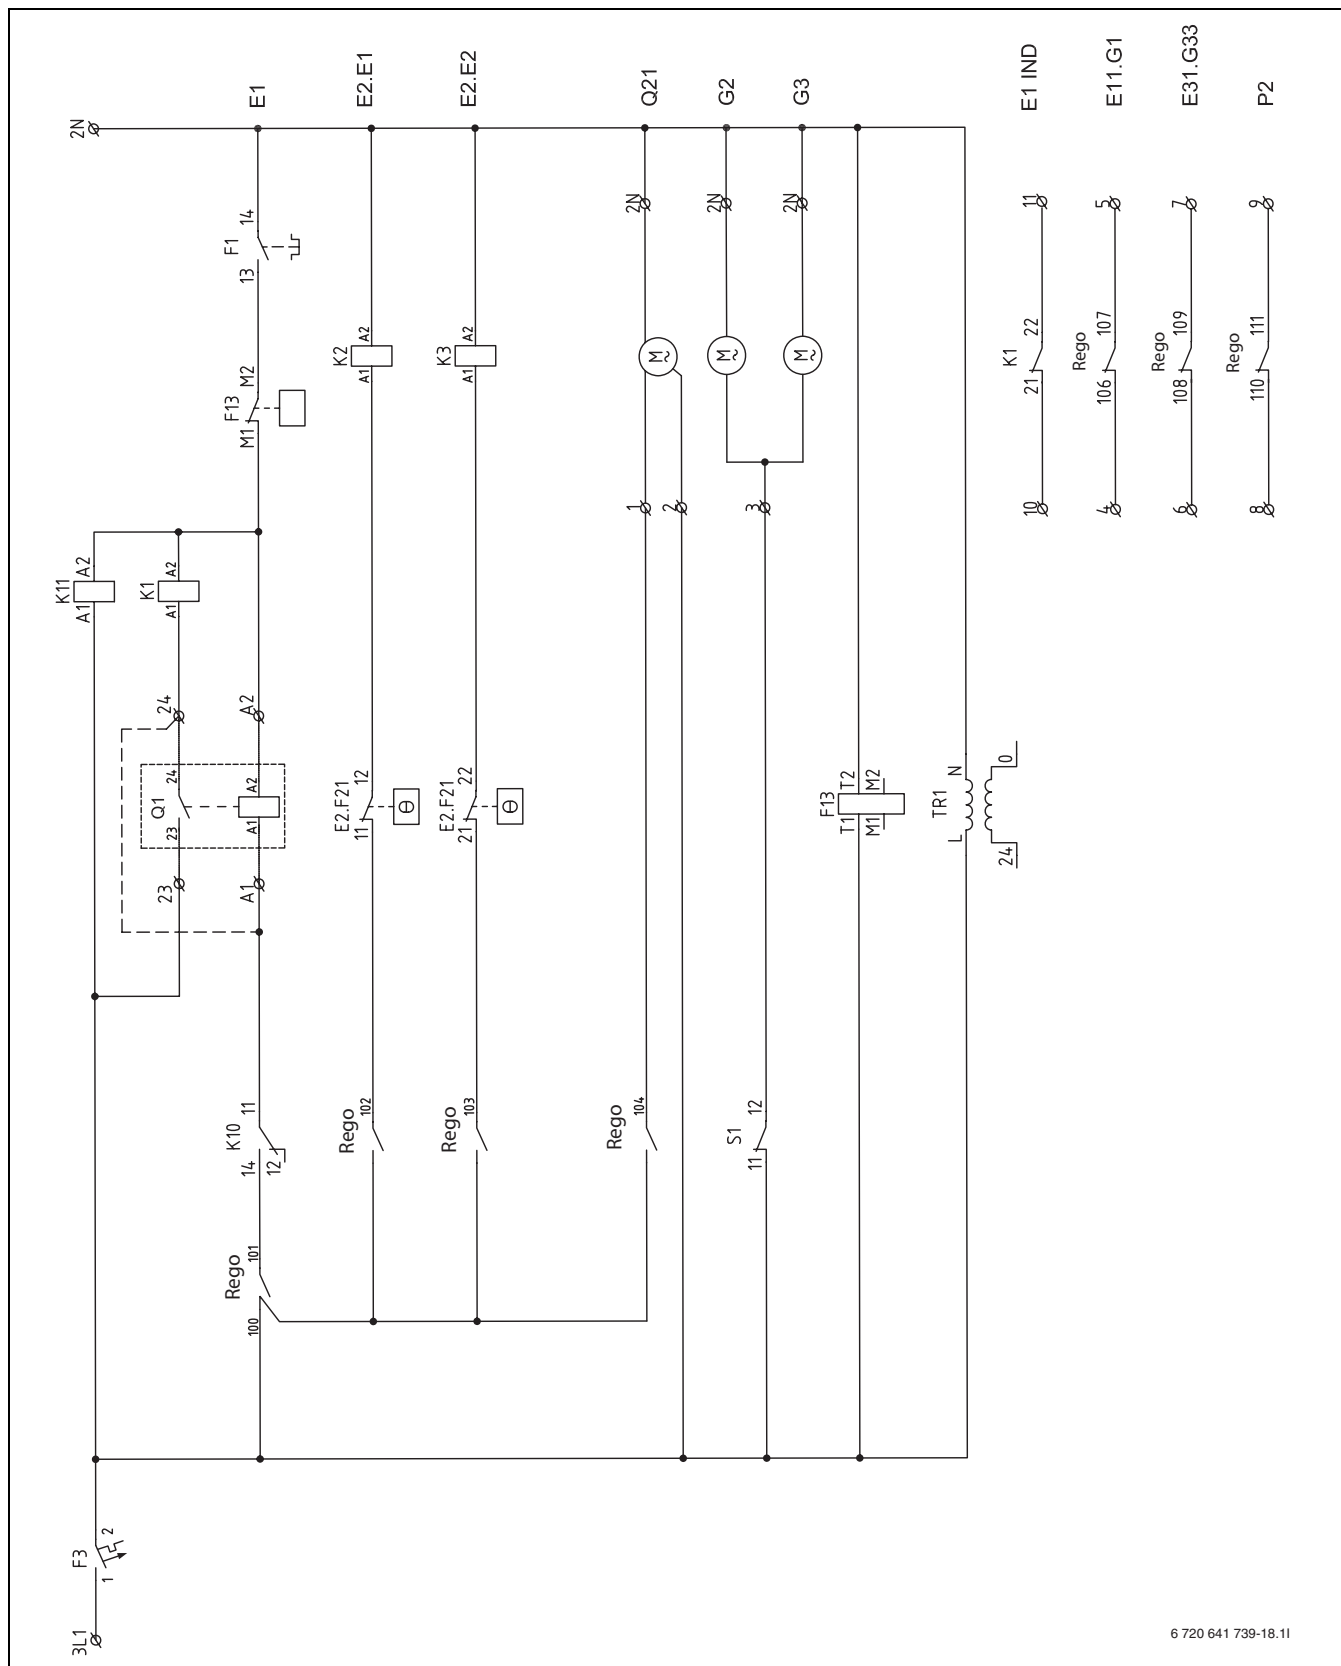 E1
E2.E1
E2.E2
Q21
G2
G3
E1 IND
E11.G1
E31.G33
P2
2N
14
F1
13
2N
2N
2N
11
5
7
9
M2
F13
M1
A2
K2
A1
A2
K3
A1
M
M
M
K1
22
21
Rego
107
106
Rego
109
108
Rego
111
110
1
2
3
10
4
6
8
K11
A2
A1
K1
A2
A1
24
A2
Q1
24
23
A2
A1
23
A1
E2.F21
12
11
E2.F21
22
21
F13
T2
M2
T1
M1
TR1
N
L
0
24
K10
11
14
12
Rego
102
Rego
103
Rego
104
S1
12
11
Rego
101
100
F3
2
1
3L1
6 720 641 739-18.1I